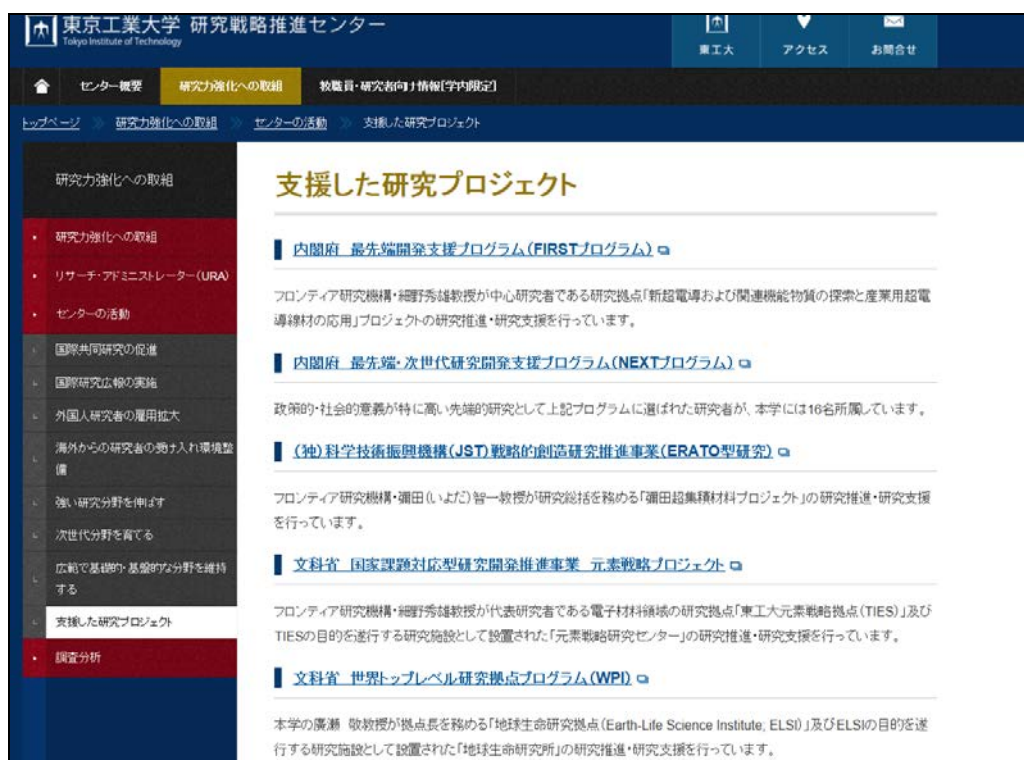 東京工業大学 研究戦略推進センター
Tokyo Institute of Technology
東工大
アクセス
お問合せ
センター概要
研究力強化への取組
教職員・研究者向け情報[学内限定]
トップページ
研究力強化への取組
センターの活動
支援した研究プロジェクト
研究力強化への取組
研究力強化への取組
リサーチ・アドミニストレーター(URA)
センターの活動
国際共同研究の促進
国際研究広報の実施
外国人研究者の雇用拡大
海外からの研究者の受け入れ環境整
備
強い研究分野を伸ばす
次世代分野を育てる
広範で基礎的・基盤的な分野を維持
する
支援した研究プロジェクト
調査分析
支援した研究プロジェクト
内閣府 最先端開発支援プログラム(FIRSTプログラム)
フロンティア研究機構・細野秀雄教授が中心研究者である研究拠点「新超電導および関連機能物質の探索と産業用超電
導線材の応用」プロジェクトの研究推進・研究支援を行っています。
内閣府 最先端・次世代研究開発支援プログラム(NEXTプログラム)
政策的・社会的意義が特に高い先端的研究として上記プログラムに選ばれた研究者が、本学には16名所属しています。
(独)科学技術振興機構(JST)戦略的創造研究推進事業(ERATO型研究)
フロンティア研究機構・彌田(いよだ)智一教授が研究総括を務める「彌田超集積材料プロジェクト」の研究推進・研究支援
を行っています。
文科省 国家課題対応型研究開発推進事業 元素戦略プロジェクト
フロンティア研究機構・細野秀雄教授が代表研究者である電子材料領域の研究拠点「東工大元素戦略拠点(TIES)」及び
TIESの目的を遂行する研究施設として設置された「元素戦略研究センター」の研究推進・研究支援を行っています。
文科省 世界トップレベル研究拠点プログラム(WPI)
本学の廣瀬 敬教授が拠点長を務める「地球生命研究拠点(Earth-Life Science Institute; ELSI)」及びELSIの目的を遂
行する研究施設として設置された「地球生命研究所」の研究推進・研究支援を行っています。